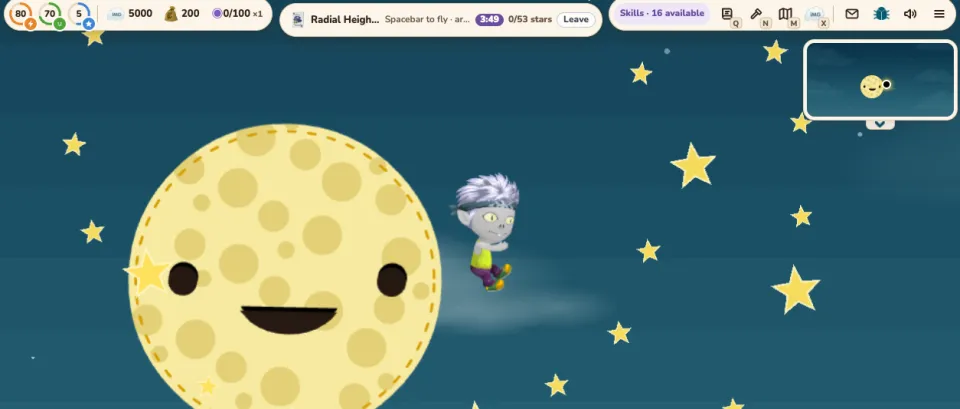 80
70
5
5000
200
0/100 ×1
Radial Heigh...
Spacebar to fly · ar...
3:49
0/53 stars
Leave
Skills · 16 available
Q
N
M
X